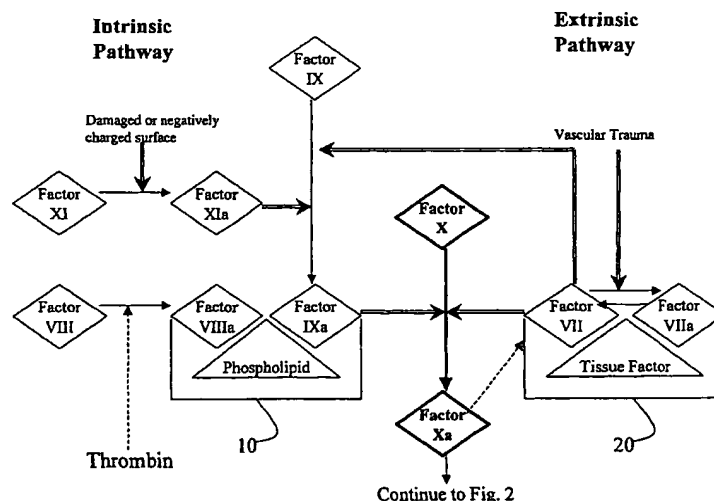 Intrinsic
Pathway
Extrinsic
Pathway
Factor
IX
Damaged or negatively
charged surface
Vascular Trauma
Factor
XI
Factor
XIa
Factor
X
Factor
VIII
Factor
VIIIa
Factor
IXa
Factor
VII
Factor
VIIa
Phospholipid
Tissue Factor
Factor
Xa
10
20
Thrombin
Continue to Fig. 2